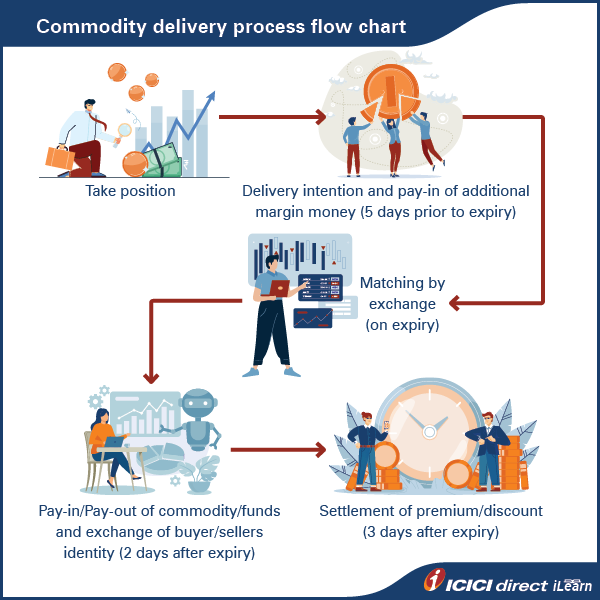 Commodity delivery process flow chart
Take position
Delivery intention and pay-in of additional
margin money (5 days prior to expiry)
Matching by
exchange
(on expiry)
Pay-in/Pay-out of commodity/funds
and exchange of buyer/sellers
identity (2 days after expiry)
Settlement of premium/discount
(3 days after expiry)
ICICI direct iLearn